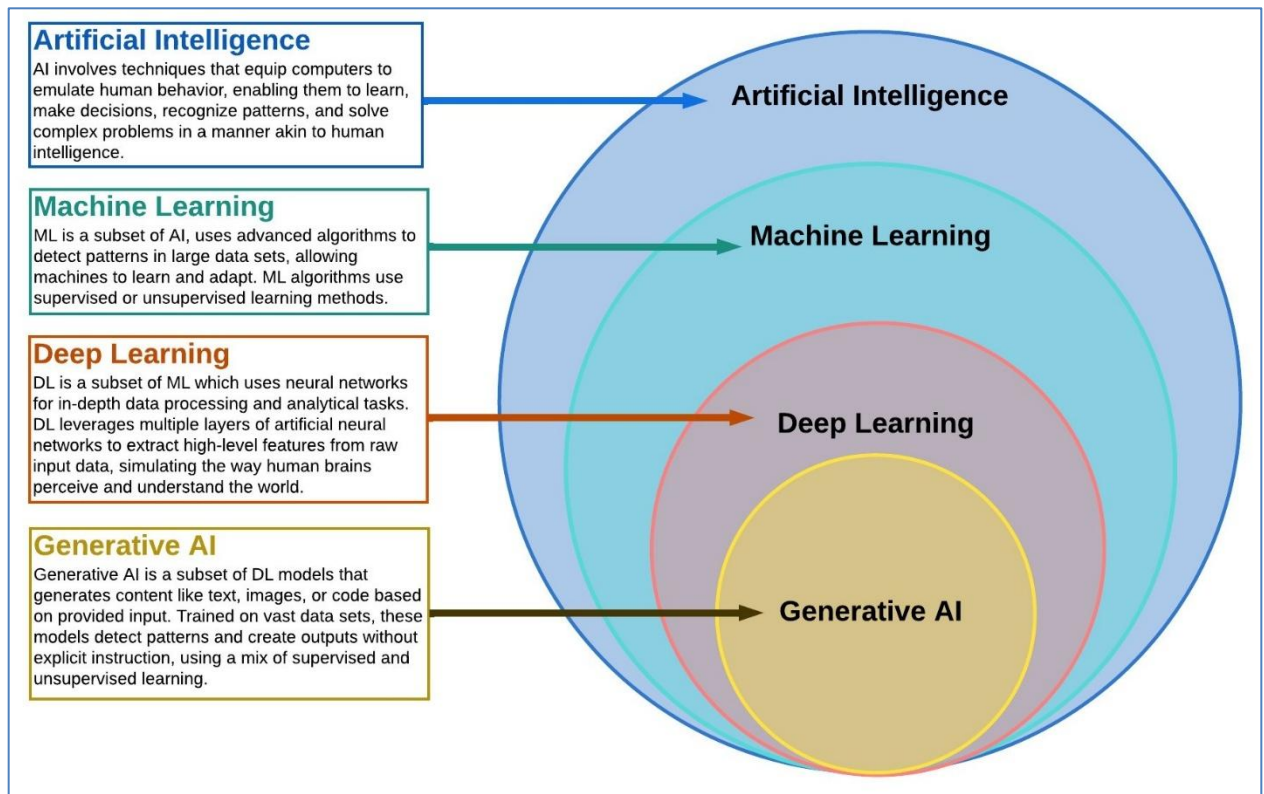 Artificial Intelligence
AI involves techniques that equip computers to
emulate human behavior, enabling them to learn,
make decisions, recognize patterns, and solve
complex problems in a manner akin to human
intelligence.
Machine Learning
ML is a subset of AI, uses advanced algorithms to
detect patterns in large data sets, allowing
machines to learn and adapt. ML algorithms use
supervised or unsupervised learning methods.
Deep Learning
DL is a subset of ML which uses neural networks
for in-depth data processing and analytical tasks.
DL leverages multiple layers of artificial neural
networks to extract high-level features from raw
input data, simulating the way human brains
perceive and understand the world.
Generative AI
Generative AI is a subset of DL models that
generates content like text, images, or code based
on provided input. Trained on vast data sets, these
models detect patterns and create outputs without
explicit instruction, using a mix of supervised and
unsupervised learning.
Artificial Intelligence
Machine Learning
Deep Learning
Generative AI